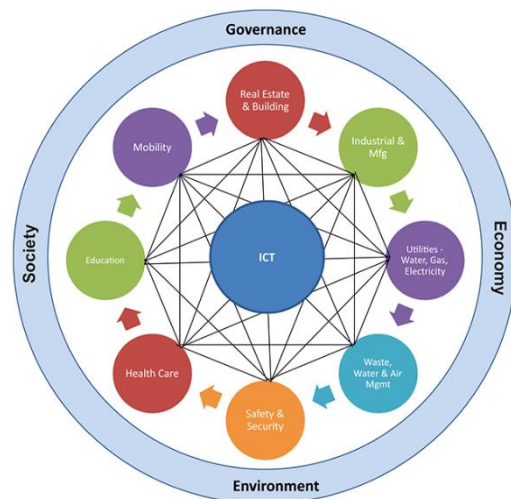 Governance
Real Estate
& Building
Mobility
Industrial &
Mfg
Society
Education
ICT
Utilities -
Water, Gas,
Electricity
Economy
Health Care
Waste,
Water & Air
Mgmt
Safety &
Security
Environment